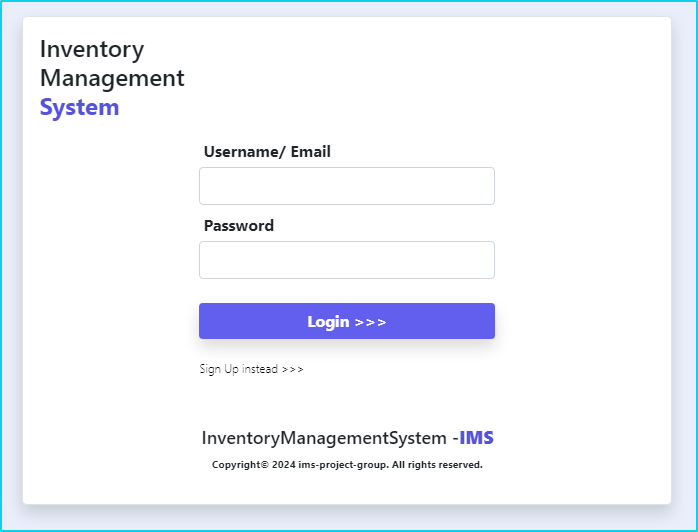 Inventory
Management
System
Username/ Email
Password
Login >>>
Sign Up instead >>>
InventoryManagementSystem -IMS
Copyright© 2024 ims-project-group. All rights reserved.